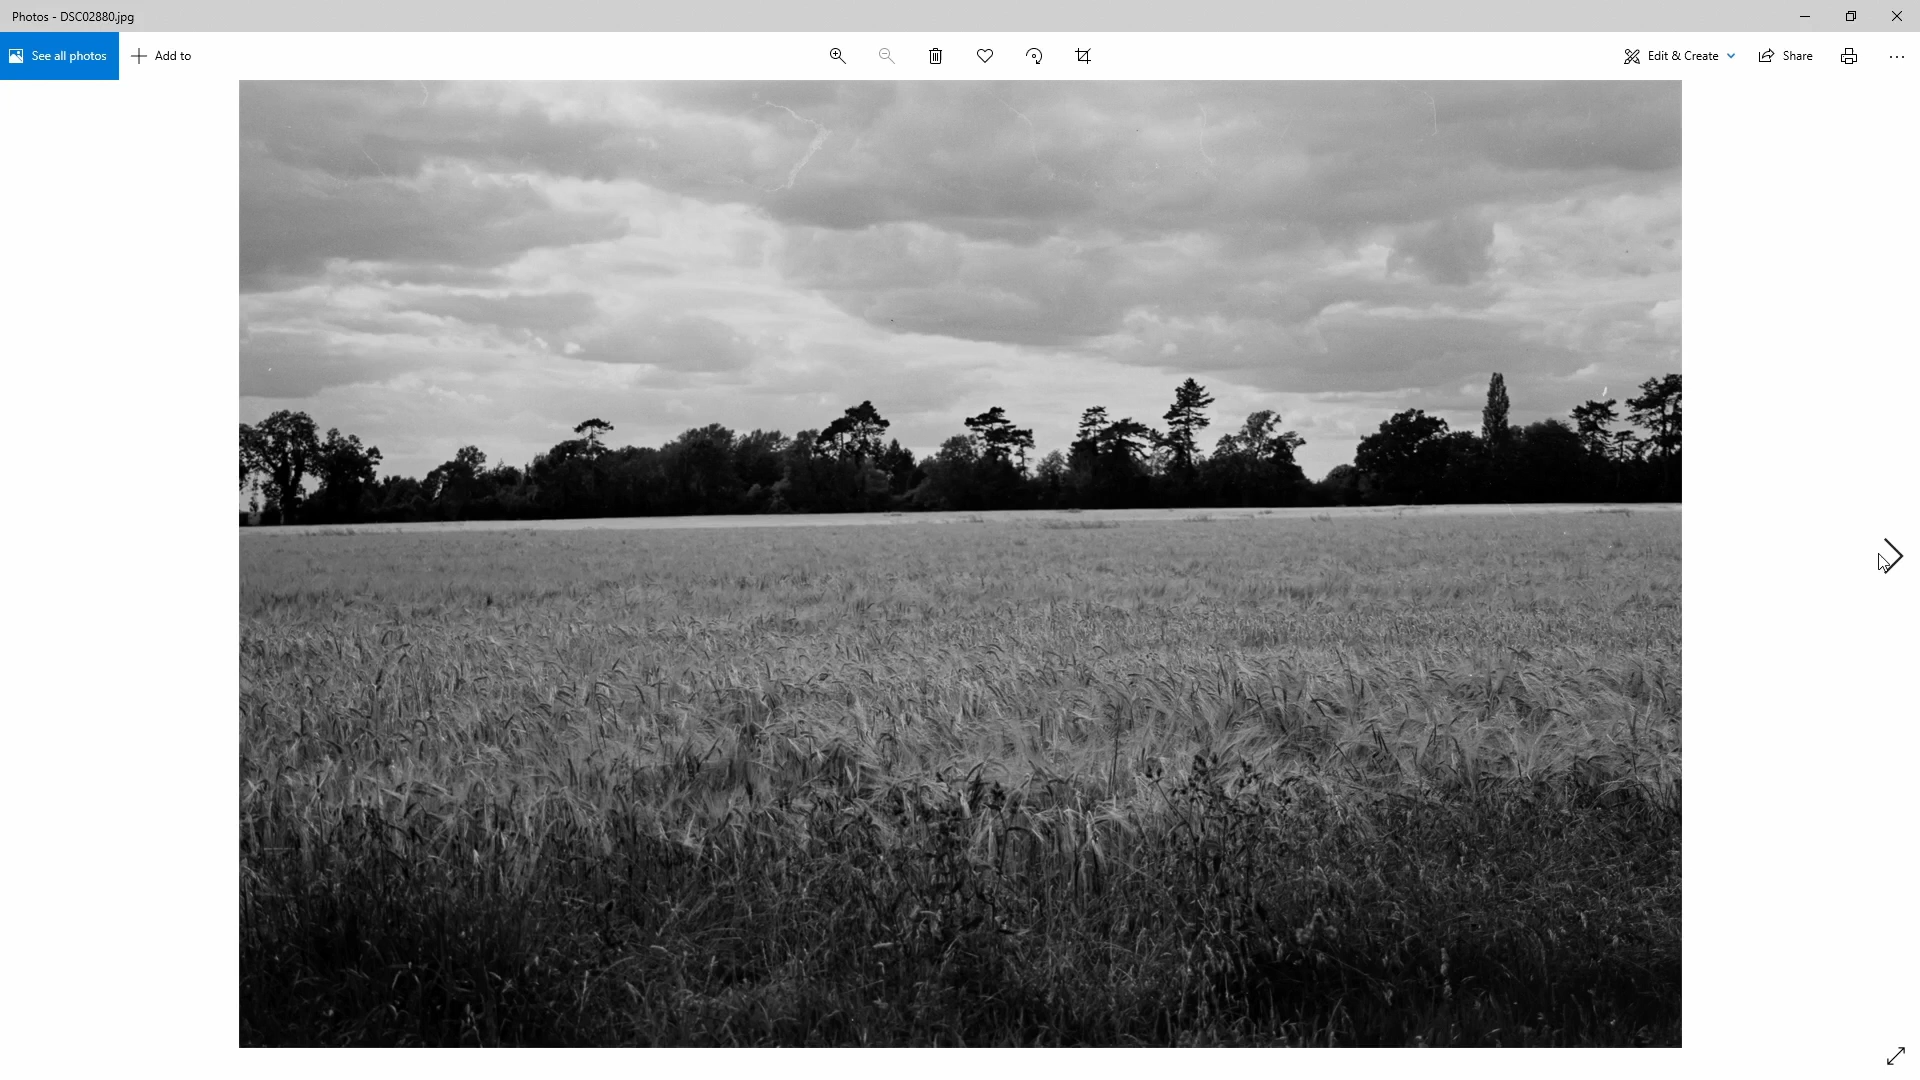 Photos - DSC02880.jpg
See all photos
Add to
Edit & Create
Share